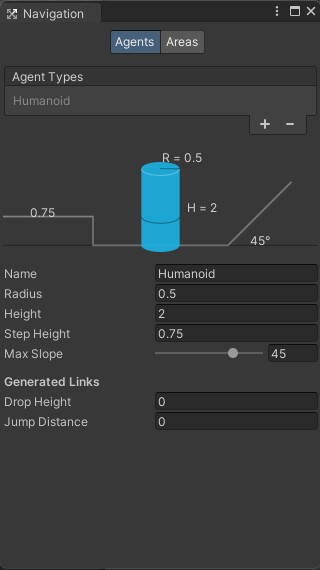 Navigation
Agents Areas
Agent Types
Humanoid
+ −
R = 0.5
0.75
H = 2
45°
Name Humanoid
Radius 0.5
Height 2
Step Height 0.75
Max Slope 45
Generated Links
Drop Height 0
Jump Distance 0